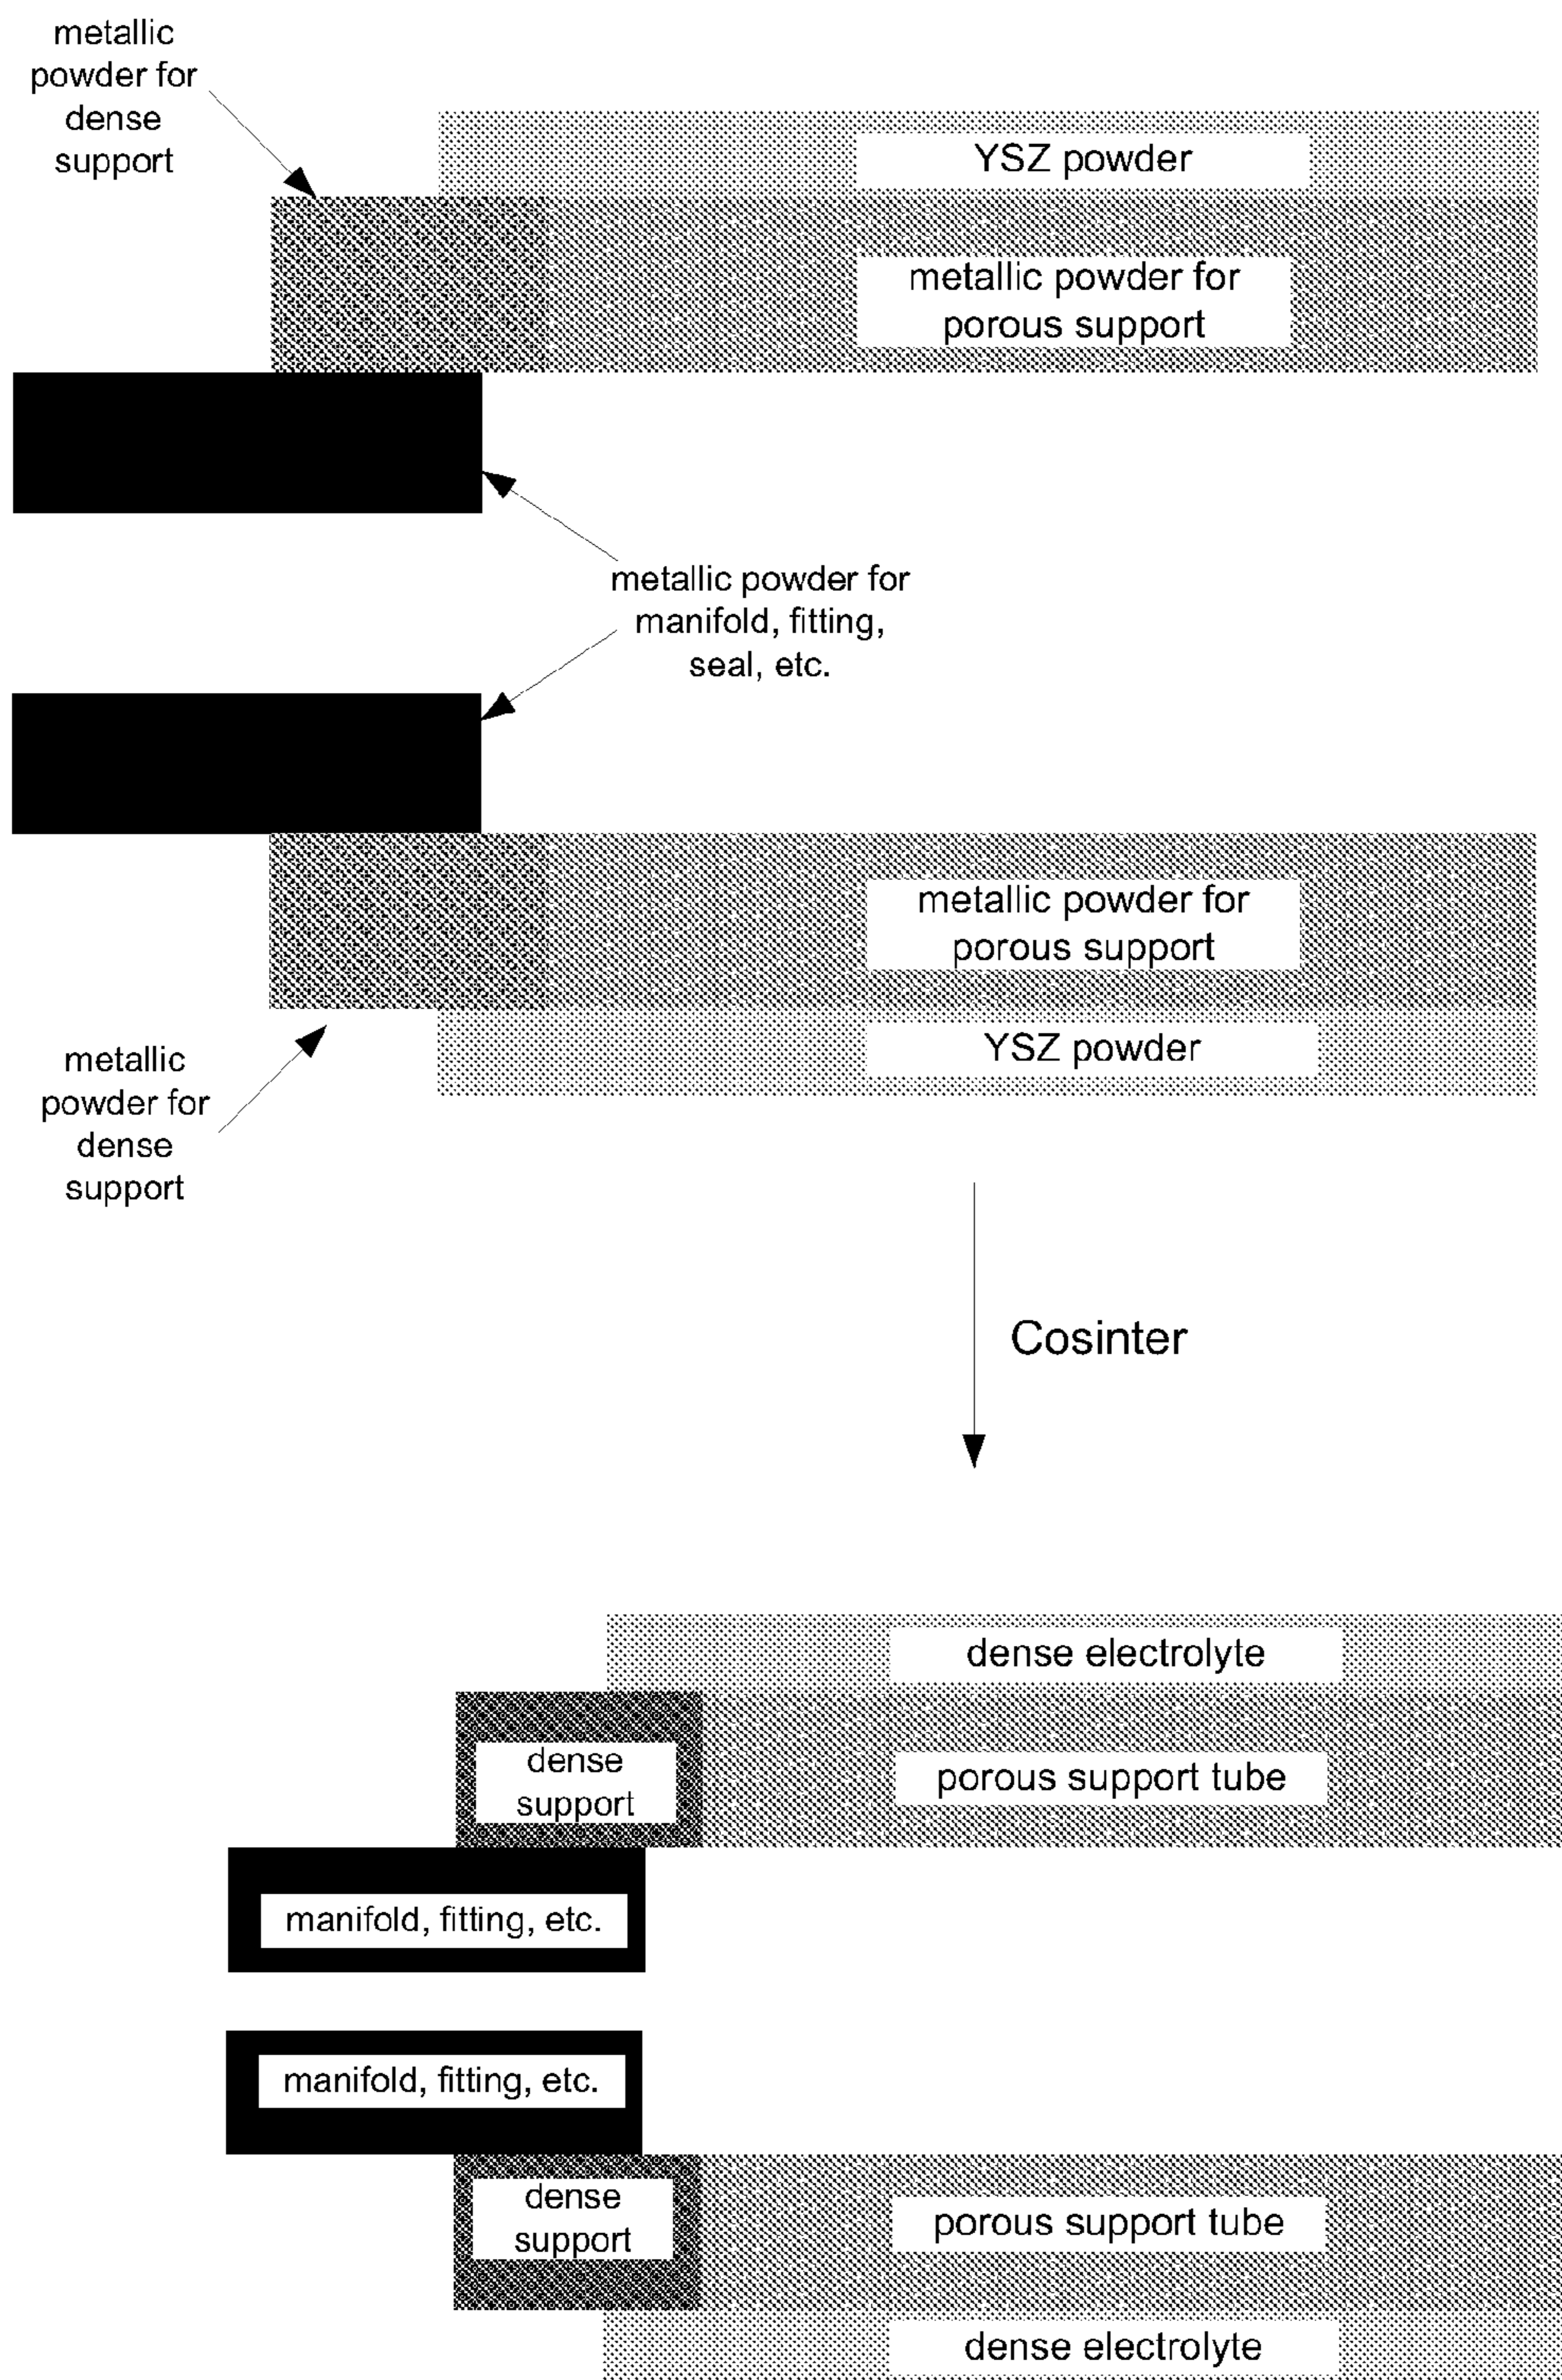 metallic
powder for
dense
support
YSZ powder
metallic powder for
porous support
metallic powder for
manifold, fitting,
seal, etc.
metallic powder for
porous support
YSZ powder
metallic
powder for
dense
support
Cosinter
dense electrolyte
dense
support
porous support tube
manifold, fitting, etc.
manifold, fitting, etc.
dense
support
porous support tube
dense electrolyte